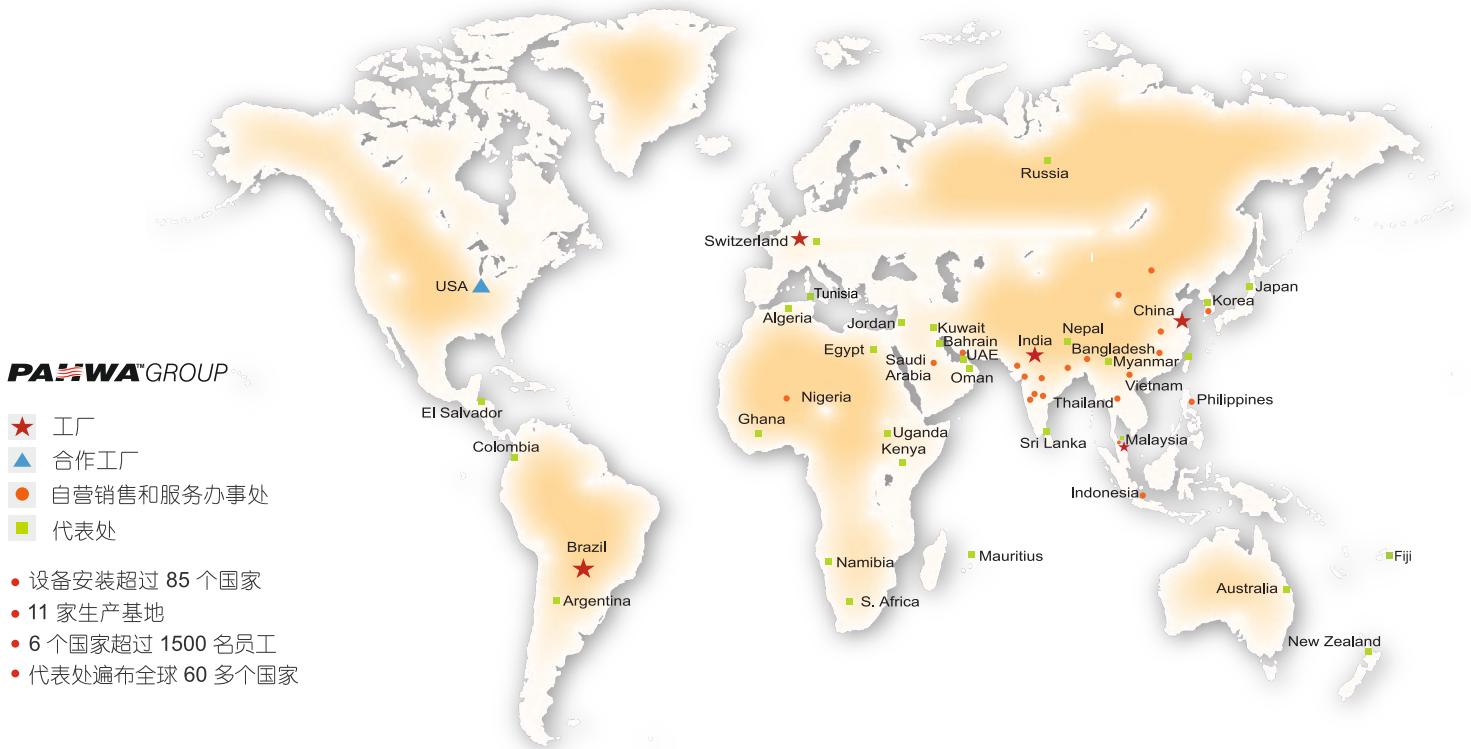 Russia
Switzerland
USA
Tunisia
Algeria
Jordan
Kuwait
Bahrain
Egypt
UAE
Saudi
Arabia
Oman
India
Nepal
Bangladesh
Myanmar
China
Korea
Japan
Vietnam
Thailand
Philippines
El Salvador
Nigeria
Ghana
Colombia
Uganda
Kenya
Sri Lanka
Malaysia
Indonesia
Brazil
Argentina
Namibia
S. Africa
Mauritius
Fiji
Australia
New Zealand
PAHWA™ GROUP
工厂
合作工厂
自营销售和服务办事处
代表处
• 设备安装超过 85 个国家
• 11 家生产基地
• 6 个国家超过 1500 名员工
• 代表处遍布全球 60 多个国家